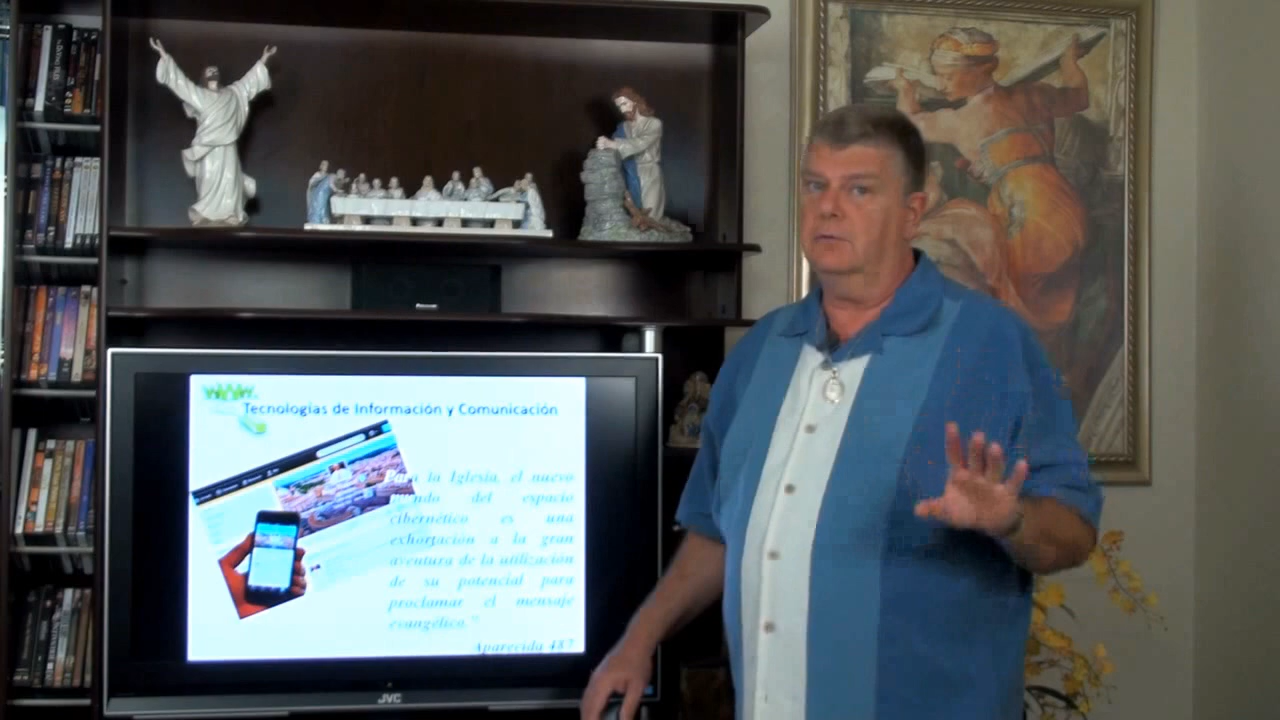 Tecnologías de Información y Comunicación
Para la Iglesia, el nuevo
mundo del espacio
cibernético es una
exhortación a la gran
aventura de la utilización
de su potencial para
proclamar el mensaje
evangélico."
Aparecida 487
JVC